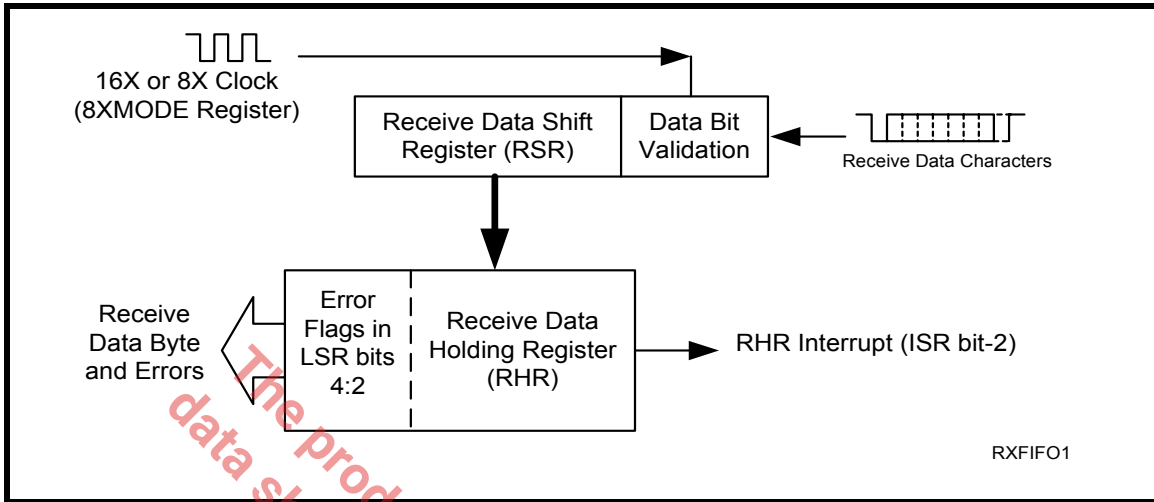 16X or 8X Clock
(8XMODE Register)
Receive Data Shift
Register (RSR)
Data Bit
Validation
Receive Data Characters
Receive
Data Byte
and Errors
Error
Flags in
LSR bits
4:2
Receive Data
Holding Register
(RHR)
RHR Interrupt (ISR bit-2)
RXFIFO1
The prod
data sh